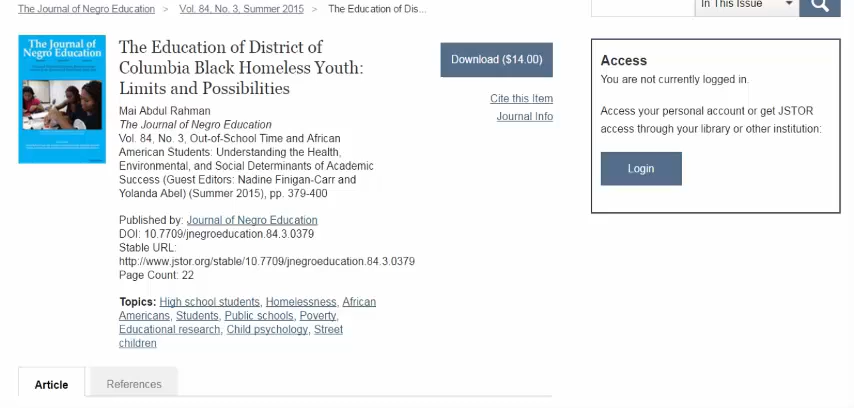 The Journal of Negro Education > Vol. 84, No. 3, Summer 2015 > The Education of Dis...
In This Issue
The Journal of
Negro Education
The Education of District of
Columbia Black Homeless Youth:
Limits and Possibilities
Mai Abdul Rahman
The Journal of Negro Education
Vol. 84, No. 3, Out-of-School Time and African
American Students: Understanding the Health,
Environmental, and Social Determinants of Academic
Success (Guest Editors: Nadine Finigan-Carr and
Yolanda Abel) (Summer 2015), pp. 379-400
Published by: Journal of Negro Education
DOI: 10.7709/jnegroeducation.84.3.0379
Stable URL:
http://www.jstor.org/stable/10.7709/jnegroeducation.84.3.0379
Page Count: 22
Topics: High school students, Homelessness, African
Americans, Students, Public schools, Poverty,
Educational research, Child psychology, Street
children
Download ($14.00)
Cite this Item
Journal Info
Access
You are not currently logged in.
Access your personal account or get JSTOR
access through your library or other institution:
Login
Article
References